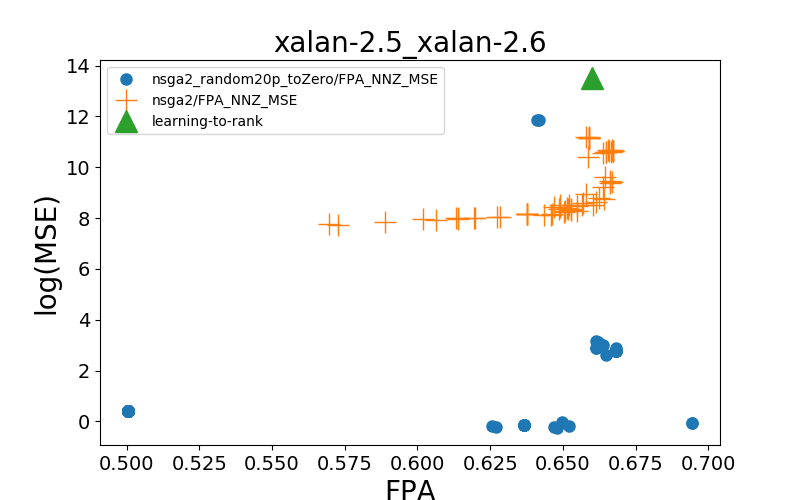 xalan-2.5_xalan-2.6
nsga2_random20p_toZero/FPA_NNZ_MSE
nsga2/FPA_NNZ_MSE
learning-to-rank
log(MSE)
14
12
10
8
6
4
2
0
0.500 0.525 0.550 0.575 0.600 0.625 0.650 0.675 0.700
FPA